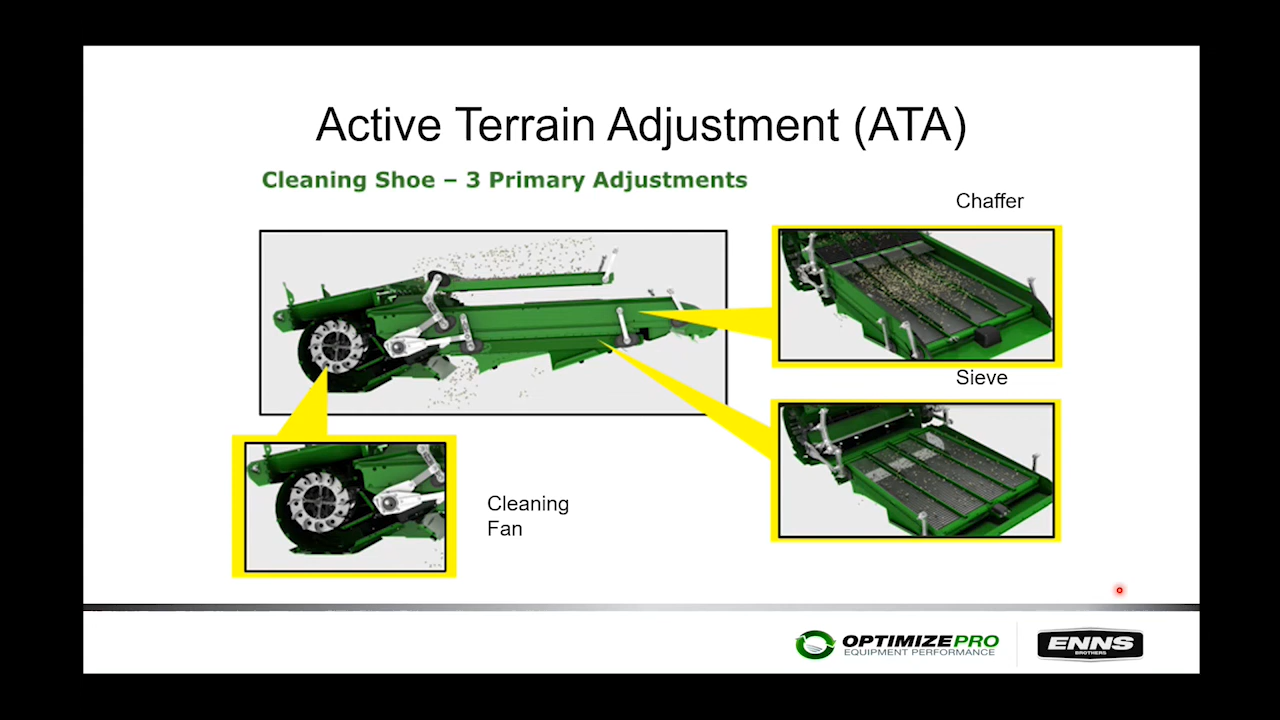 Active Terrain Adjustment (ATA)
Cleaning Shoe – 3 Primary Adjustments
Chaffer
Sieve
Cleaning
Fan
OPTIMIZEPRO
EQUIPMENT PERFORMANCE
ENNS
BROTHERS